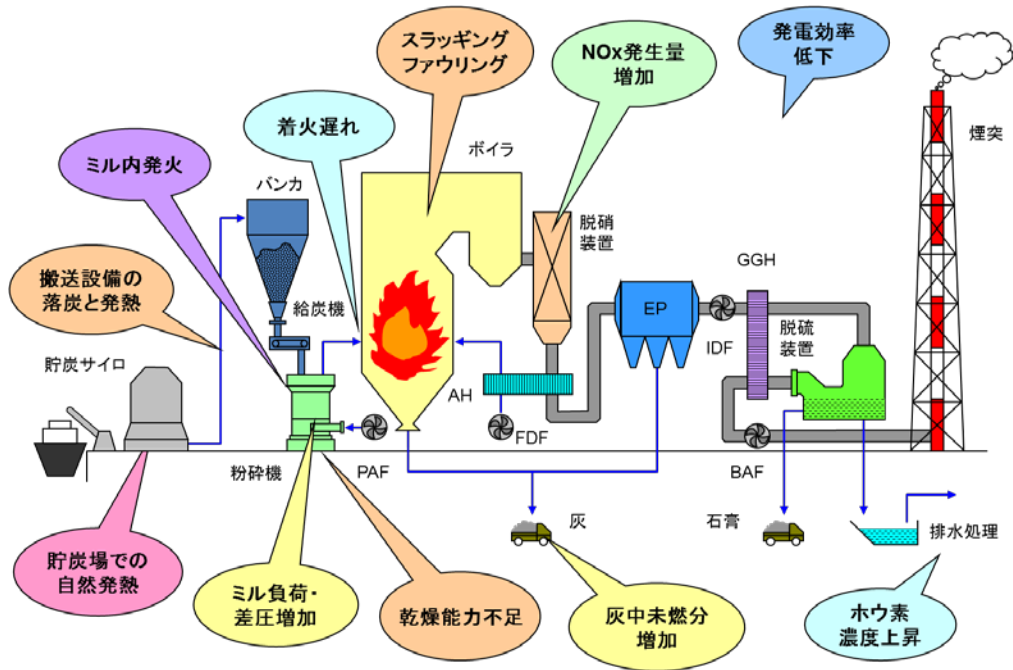 スラッギング
ファウリング
NOx発生量
増加
発電効率
低下
煙突
着火遅れ
ボイラ
ミル内発火
バンカ
脱硝
装置
GGH
搬送設備の
落炭と発熱
給炭機
EP
IDF
脱硫
装置
貯炭サイロ
AH
FDF
粉砕機
PAF
BAF
灰
石膏
排水処理
貯炭場での
自然発熱
ミル負荷・
差圧増加
乾燥能力不足
灰中未燃分
増加
ホウ素
濃度上昇